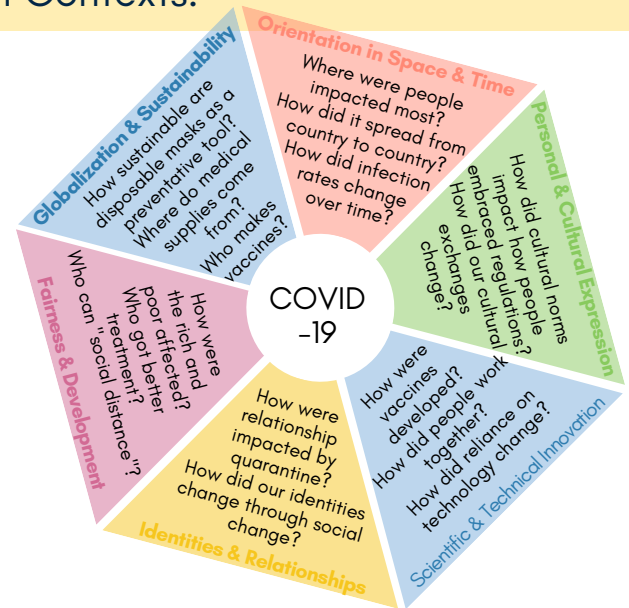 Contexts:
Orientation in Space & Time
Where were people
impacted most?
How did it spread from
country to country?
How did infection
rates change
over time?
Personal & Cultural Expression
How did cultural norms
impact how people
embraced regulations?
How did our cultural
exchanges
change?
Scientific & Technical Innovation
How were
vaccines
developed?
How did people work
together?
How did reliance on
technology change?
Identities & Relationships
How were
relationship
impacted by
quarantine?
How did our identities
change through social
change?
Fairness & Development
How were
the rich and
poor affected?
Who got better
treatment?
Who can "social distance"?
Globalization & Sustainability
How sustainable are
disposable masks as a
preventative tool?
Where do medical
supplies come
from?
Who makes
vaccines?
COVID
-19